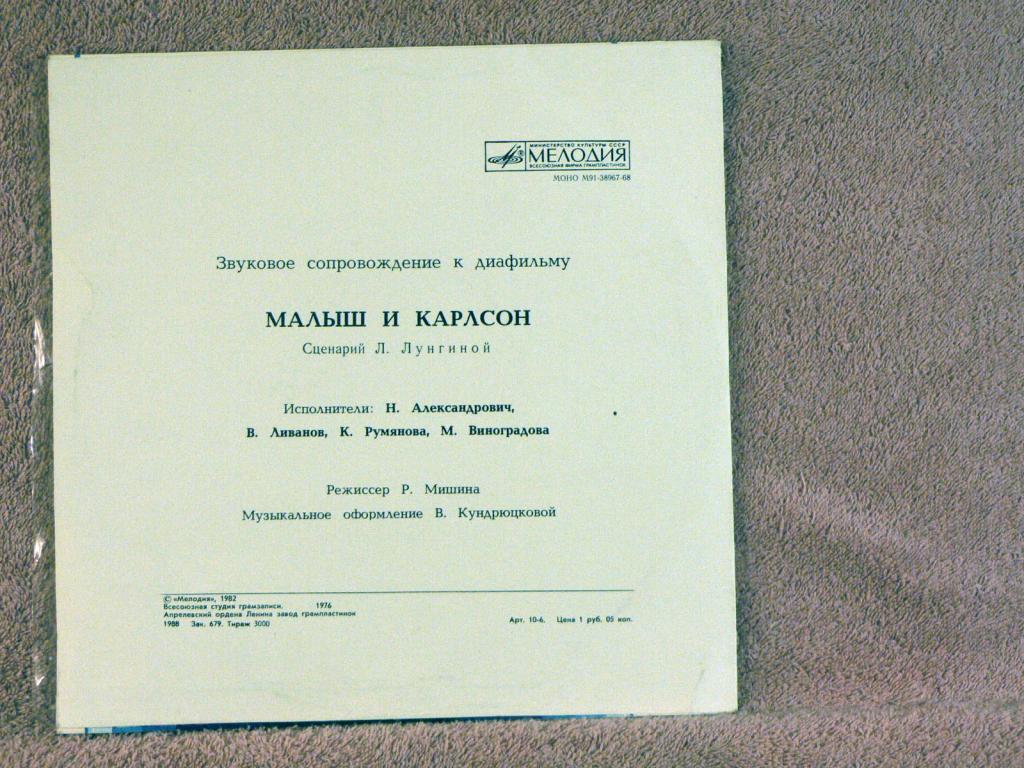 МИНИСТЕРСТВО КУЛЬТУРЫ СССР
МЕЛОДИЯ
ВСЕСОЮЗНАЯ ФИРМА ГРАМПЛАСТИНОК
МОНО М91-38967-68
Звуковое сопровождение к диафильму
МАЛЫШ И КАРЛСОН
Сценарий Л. Лунгиной
Исполнители: Н. Александрович,
В. Ливанов, К. Румянова, М. Виноградова
Режиссер Р. Мишина
Музыкальное оформление В. Кундрюцковой
© «Мелодия», 1982
Всесоюзная студия грамзаписи. 1976
Апрелевский ордена Ленина завод грампластинок
1988 Зак. 679. Тираж 3000
Арт. 10-6. Цена 1 руб. 05 коп.